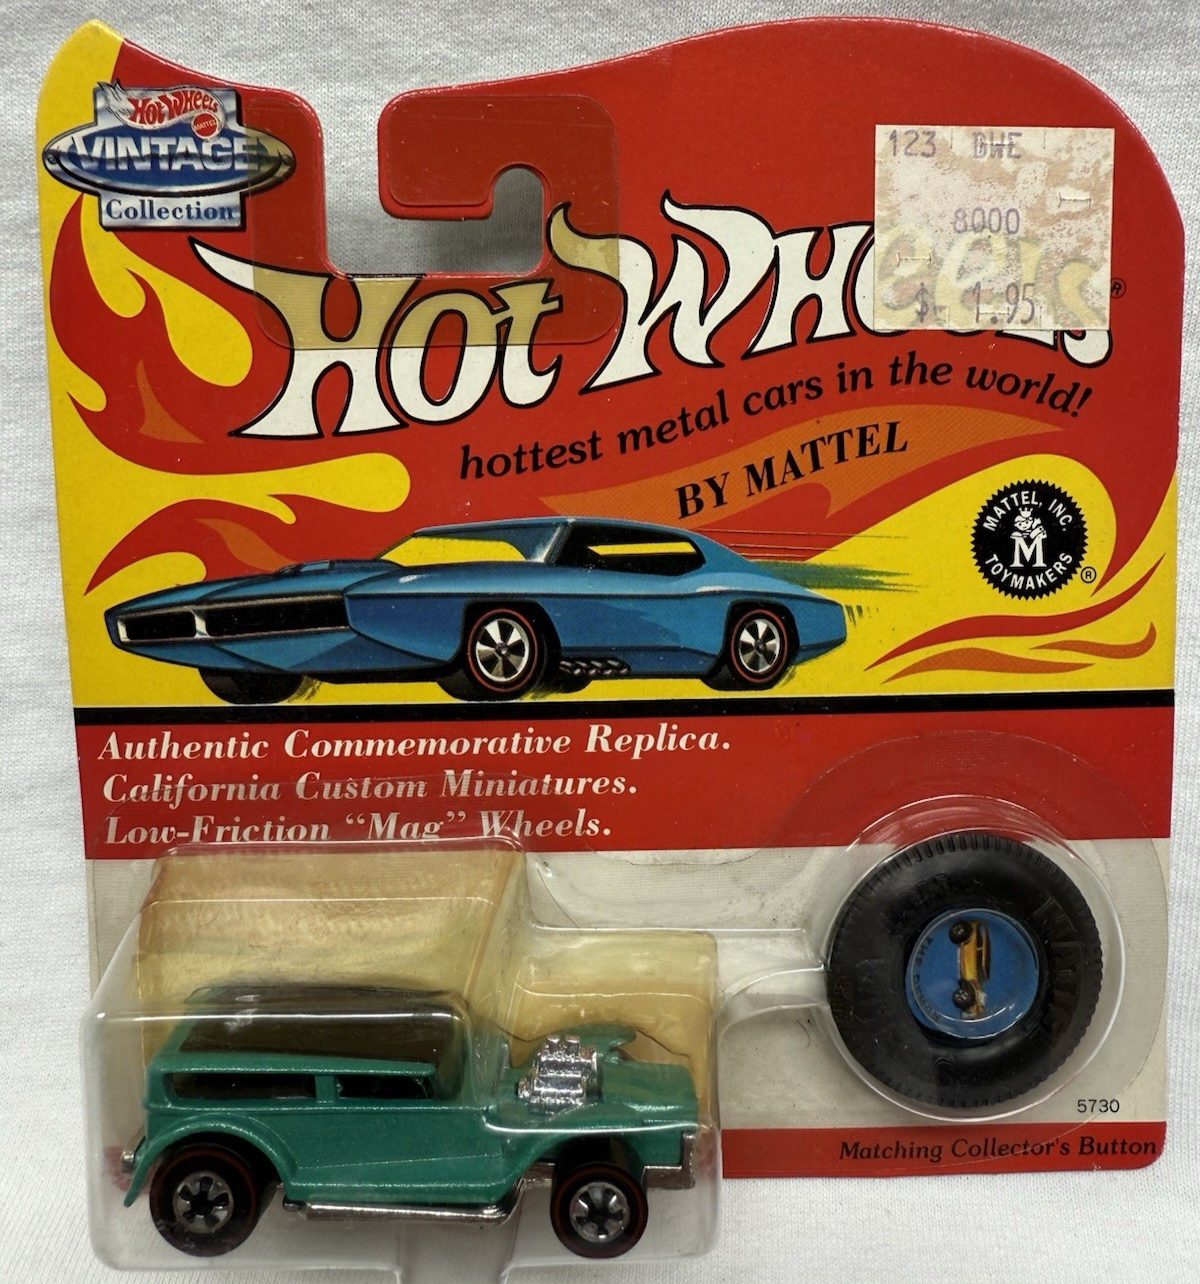 Hot Wheels
MATTEL
VINTAGE
Collection
123 BWE
8000
$ 1.95
HOT WHEELS ®
hottest metal cars in the world!
BY MATTEL
MATTEL, INC.
M
TOYMAKERS ®
Authentic Commemorative Replica.
California Custom Miniatures.
Low-Friction “Mag” Wheels.
5730
Matching Collector's Button